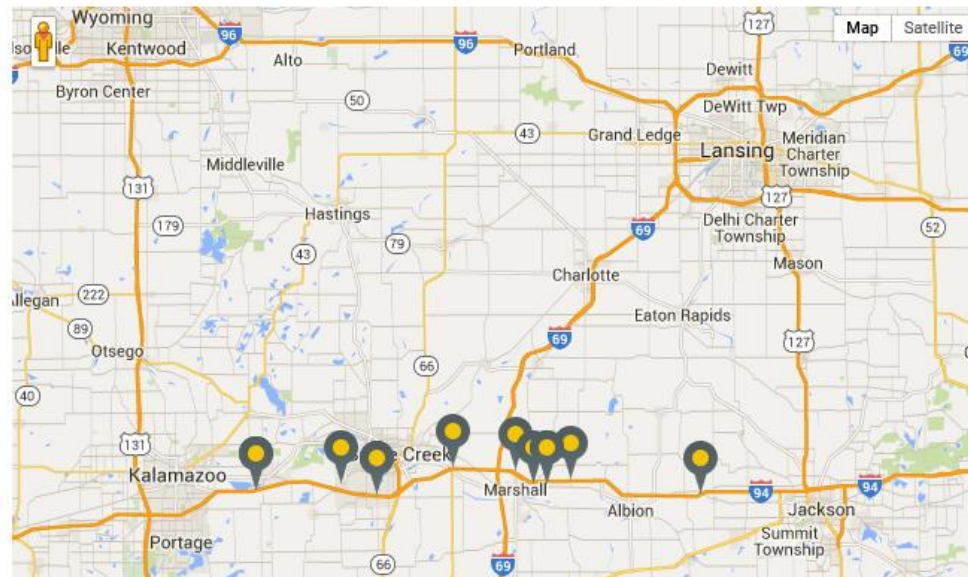 Wyoming
127
Map
Satellite
96
96
Kentwood
Portland
69
Alto
Dewitt
Byron Center
50
DeWitt Twp
43
Grand Ledge
Meridian
Charter
Township
Lansing
Middleville
131
127
Hastings
Delhi Charter
Township
179
69
52
79
43
Mason
Charlotte
222
Allegan
Eaton Rapids
89
69
127
Otsego
66
40
131
Creek
Kalamazoo
Marshall
94
94
Albion
Jackson
Summit
Township
Portage
66
69